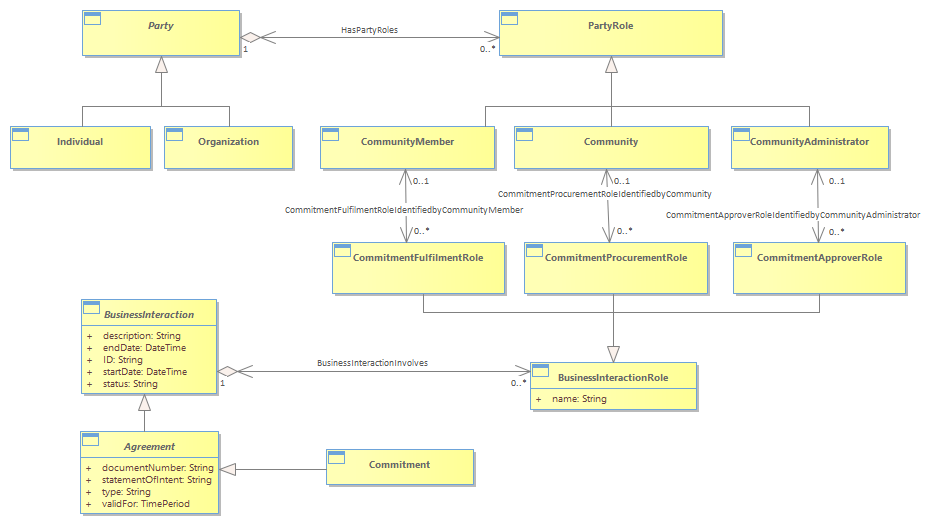 Party
HasPartyRoles
PartyRole
1
0..*
Individual
Organization
CommunityMember
Community
CommunityAdministrator
0..1
0..1
0..1
CommitmentProcurementRoleIdentifiedbyCommunity
CommitmentFulfilmentRoleIdentifiedbyCommunityMember
CommitmentApproverRoleIdentifiedbyCommunityAdministrator
0..*
0..*
0..*
CommitmentFulfilmentRole
CommitmentProcurementRole
CommitmentApproverRole
BusinessInteraction
+ description: String
+ endDate: DateTime
+ ID: String
+ startDate: DateTime
+ status: String
BusinessInteractionInvolves
1
0..*
BusinessInteractionRole
+ name: String
Agreement
+ documentNumber: String
+ statementOfIntent: String
+ type: String
+ validFor: TimePeriod
Commitment